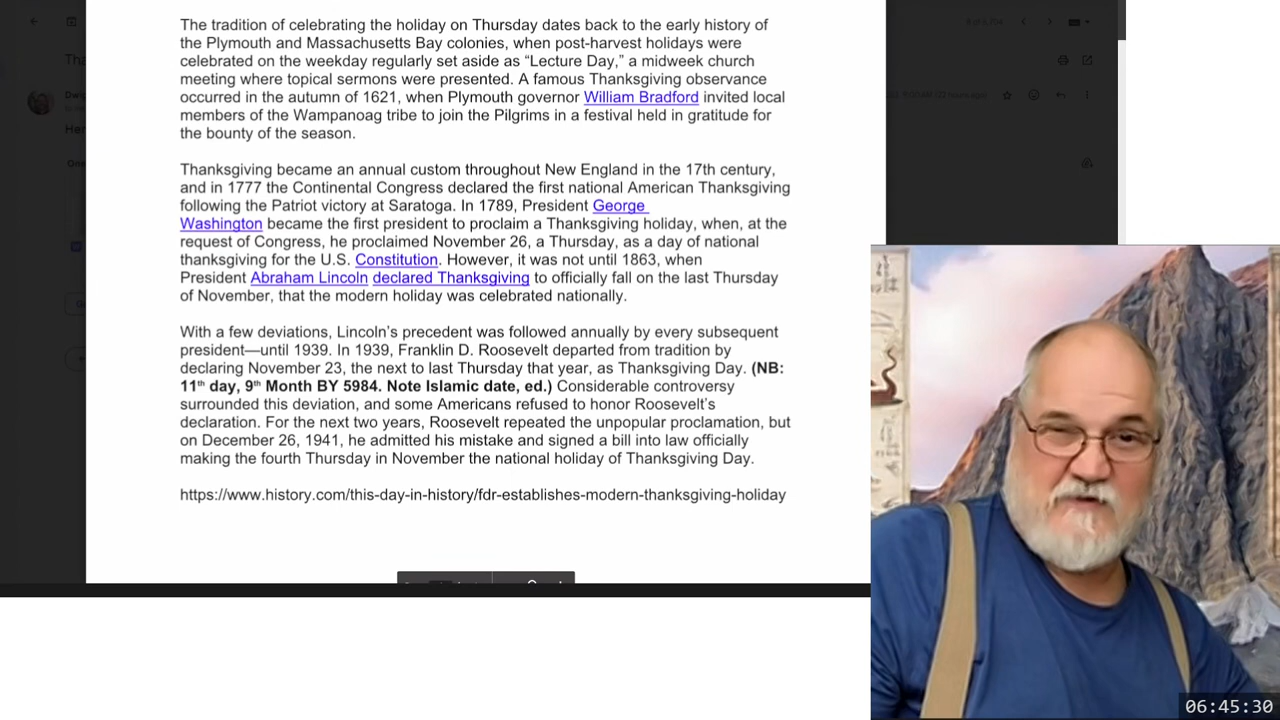 The tradition of celebrating the holiday on Thursday dates back to the early history of
the Plymouth and Massachusetts Bay colonies, when post-harvest holidays were
celebrated on the weekday regularly set aside as “Lecture Day,” a midweek church
meeting where topical sermons were presented. A famous Thanksgiving observance
occurred in the autumn of 1621, when Plymouth governor William Bradford invited local
members of the Wampanoag tribe to join the Pilgrims in a festival held in gratitude for
the bounty of the season.
Thanksgiving became an annual custom throughout New England in the 17th century,
and in 1777 the Continental Congress declared the first national American Thanksgiving
following the Patriot victory at Saratoga. In 1789, President George
Washington became the first president to proclaim a Thanksgiving holiday, when, at the
request of Congress, he proclaimed November 26, a Thursday, as a day of national
thanksgiving for the U.S. Constitution. However, it was not until 1863, when
President Abraham Lincoln declared Thanksgiving to officially fall on the last Thursday
of November, that the modern holiday was celebrated nationally.
With a few deviations, Lincoln’s precedent was followed annually by every subsequent
president—until 1939. In 1939, Franklin D. Roosevelt departed from tradition by
declaring November 23, the next to last Thursday that year, as Thanksgiving Day. (NB:
11th day, 9th Month BY 5984. Note Islamic date, ed.) Considerable controversy
surrounded this deviation, and some Americans refused to honor Roosevelt’s
declaration. For the next two years, Roosevelt repeated the unpopular proclamation, but
on December 26, 1941, he admitted his mistake and signed a bill into law officially
making the fourth Thursday in November the national holiday of Thanksgiving Day.
https://www.history.com/this-day-in-history/fdr-establishes-modern-thanksgiving-holiday
06:45:30